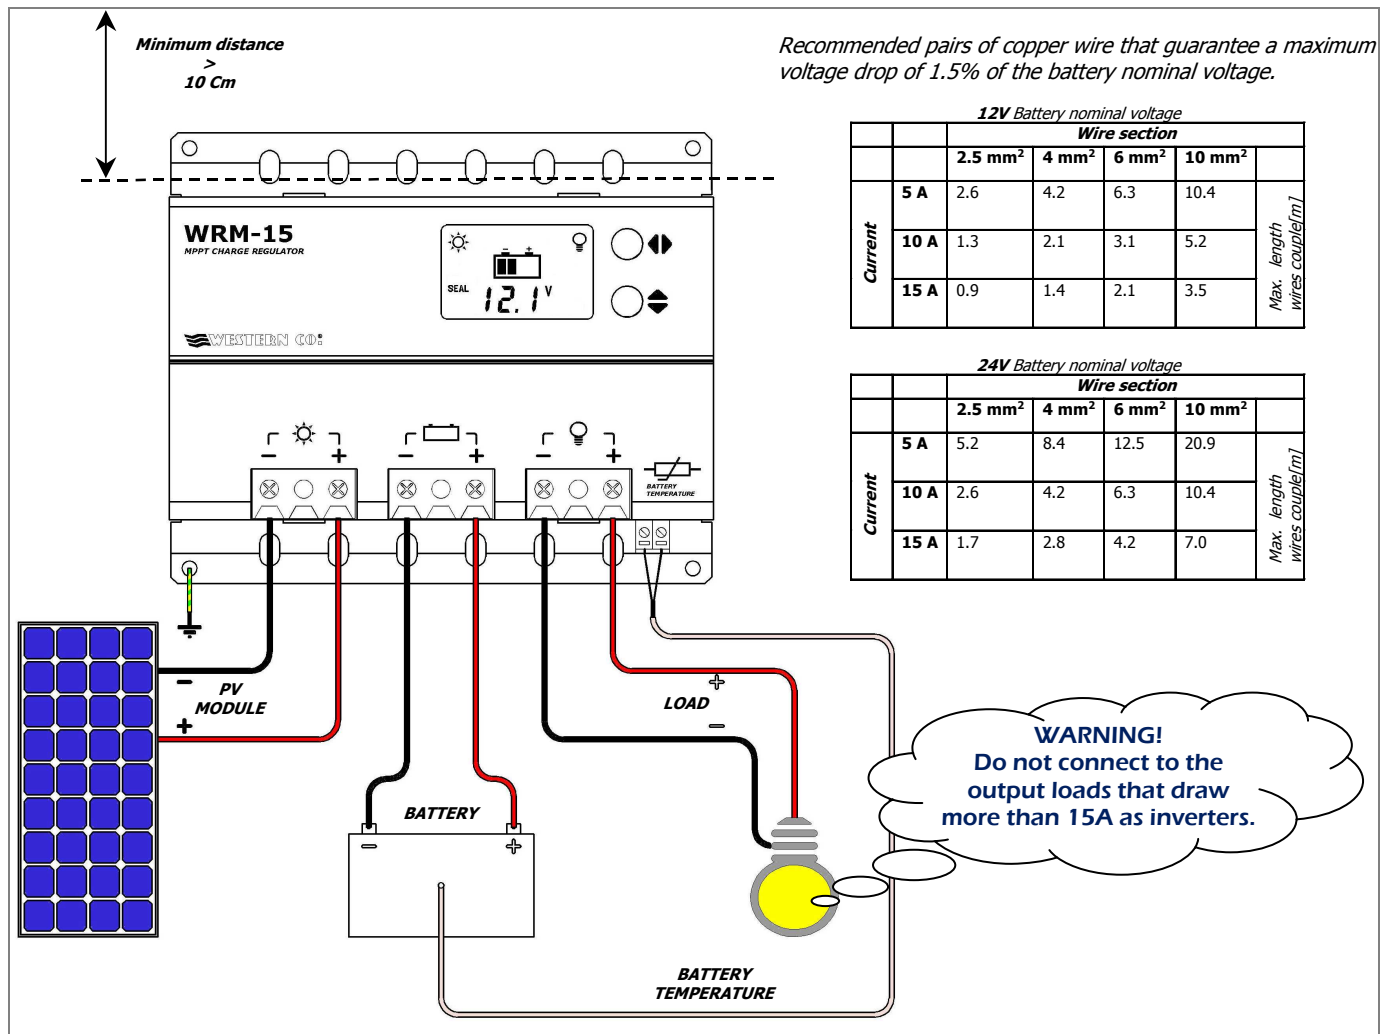 Minimum distance
>
10 Cm
Recommended pairs of copper wire that guarantee a maximum
voltage drop of 1.5% of the battery nominal voltage.
12V Battery nominal voltage
Wire section
2.5 mm² 4 mm² 6 mm² 10 mm²
Current
5 A 2.6 4.2 6.3 10.4
10 A 1.3 2.1 3.1 5.2
15 A 0.9 1.4 2.1 3.5
Max. length
wires couple[m]
24V Battery nominal voltage
Wire section
2.5 mm² 4 mm² 6 mm² 10 mm²
Current
5 A 5.2 8.4 12.5 20.9
10 A 2.6 4.2 6.3 10.4
15 A 1.7 2.8 4.2 7.0
Max. length
wires couple[m]
WRM-15
MPPT CHARGE REGULATOR
- +
SEAL 12.1 V
WESTERN CO.®
- + - + - +
BATTERY
TEMPERATURE
-
PV
MODULE
+
LOAD
+
-
BATTERY
- +
WARNING!
Do not connect to the
output loads that draw
more than 15A as inverters.
BATTERY
TEMPERATURE